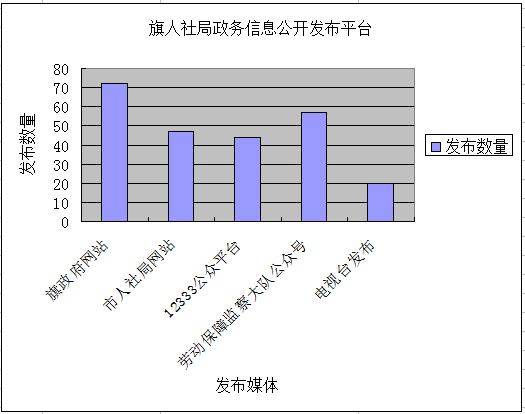 旗人社局政务信息公开发布平台
发布数量
80
70
60
50
40
30
20
10
0
旗政府网站
市人社局网站
12333公众平台
劳动保障监察大队公众号
电视台发布
发布媒体
发布数量